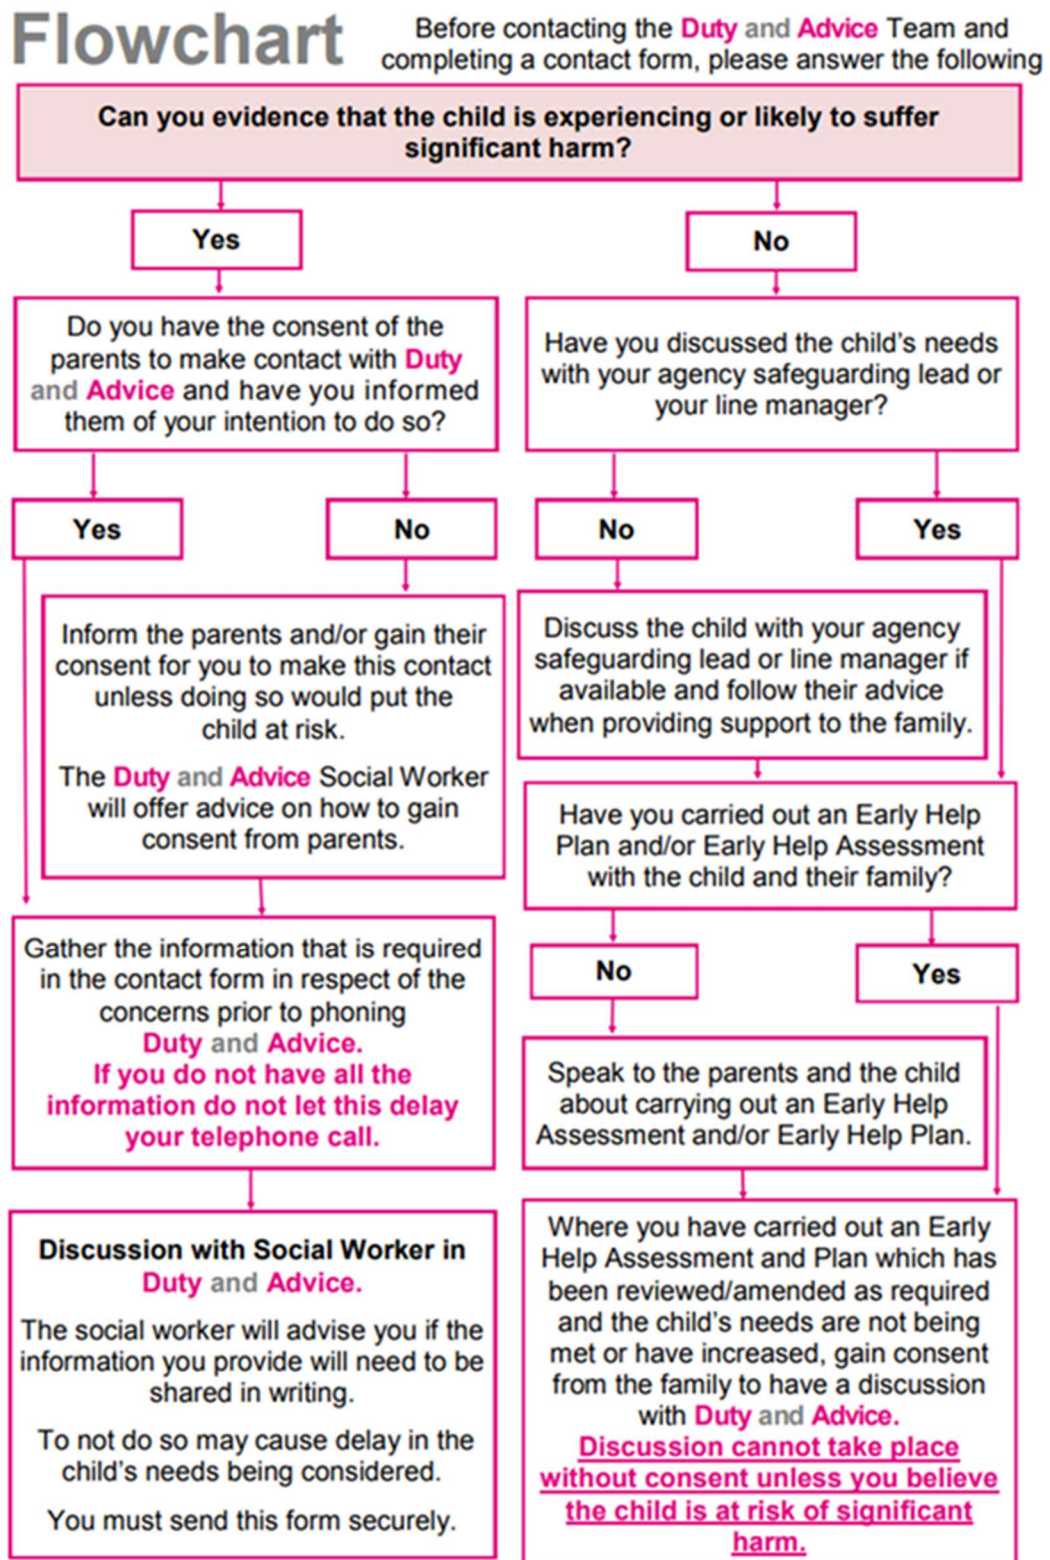 Flowchart
Before contacting the Duty and Advice Team and
completing a contact form, please answer the following
Can you evidence that the child is experiencing or likely to suffer
significant harm?
Yes
No
Do you have the consent of the
parents to make contact with Duty
and Advice and have you informed
them of your intention to do so?
Have you discussed the child's needs
with your agency safeguarding lead or
your line manager?
Yes
No
No
Yes
Inform the parents and/or gain their
consent for you to make this contact
unless doing so would put the
child at risk.
The Duty and Advice Social Worker
will offer advice on how to gain
consent from parents.
Discuss the child with your agency
safeguarding lead or line manager if
available and follow their advice
when providing support to the family.
Have you carried out an Early Help
Plan and/or Early Help Assessment
with the child and their family?
Gather the information that is required
in the contact form in respect of the
concerns prior to phoning
Duty and Advice.
If you do not have all the
information do not let this delay
your telephone call.
No
Yes
Speak to the parents and the child
about carrying out an Early Help
Assessment and/or Early Help Plan.
Discussion with Social Worker in
Duty and Advice.
The social worker will advise you if the
information you provide will need to be
shared in writing.
To not do so may cause delay in the
child's needs being considered.
You must send this form securely.
Where you have carried out an Early
Help Assessment and Plan which has
been reviewed/amended as required
and the child's needs are not being
met or have increased, gain consent
from the family to have a discussion
with Duty and Advice.
Discussion cannot take place
without consent unless you believe
the child is at risk of significant
harm.